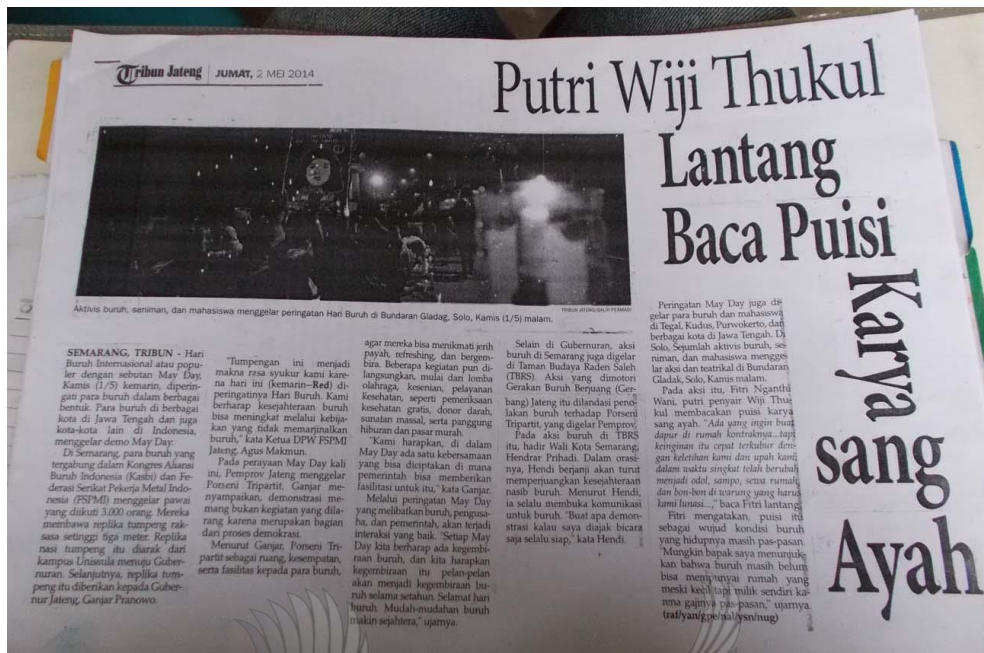 Tribun Jateng JUMAT, 2 MEI 2014
Putri Wiji Thukul
Lantang
Baca Puisi
Karya
sang
Ayah
Aktivis buruh, seniman, dan mahasiswa menggelar peringatan Hari Buruh di Bundaran Gladag, Solo, Kamis (1/5) malam.
TRIBUN JATENG/GALIH PERMADI
SEMARANG, TRIBUN - Hari
Buruh Internasional atau popu-
ler dengan sebutan May Day,
Kamis (1/5) kemarin, diperin-
gati para buruh dalam berbagai
bentuk. Para buruh di berbagai
kota di Jawa Tengah dan juga
kota-kota lain di Indonesia,
menggelar demo May Day.
Di Semarang, para buruh yang
tergabung dalam Kongres Aliansi
Buruh Indonesia (Kasbi) dan Fe-
derasi Serikat Pekerja Metal Indo-
nesia (FSPMI) menggelar pawai
yang diikuti 3.000 orang. Mereka
membawa replika tumpeng rak-
sasa setinggi tiga meter. Replika
nasi tumpeng itu diarak dari
kampus Unissula menuju Guber-
nuran. Selanjutnya, replika tum-
peng itu diberikan kepada Guber-
nur Jateng, Ganjar Pranowo.
"Tumpengan ini menjadi
makna rasa syukur kami kare-
na hari ini (kemarin-Red) di-
peringatinya Hari Buruh. Kami
berharap kesejahteraan buruh
bisa meningkat melalui kebija-
kan yang tidak memarjinalkan
buruh," kata Ketua DPW FSPMI
Jateng, Agus Makmun.
Pada perayaan May Day kali
ini, Pemprov Jateng menggelar
Porseni Tripartit. Ganjar me-
nyampaikan, demonstrasi me-
mang bukan kegiatan yang dila-
rang karena merupakan bagian
dari proses demokrasi.
Menurut Ganjar, Porseni Tri-
partit sebagai ruang, kesempatan,
serta fasilitas kepada para buruh,
agar mereka bisa menikmati jerih
payah, refreshing, dan bergem-
bira. Beberapa kegiatan pun di-
langsungkan, mulai dari lomba
olahraga, kesenian, pelayanan
kesehatan, seperti pemeriksaan
kesehatan gratis, donor darah,
sunatan massal, serta panggung
hiburan dan pasar murah.
"Kami harapkan, di dalam
May Day ada satu kebersamaan
yang bisa diciptakan di mana
pemerintah bisa memberikan
fasilitas untuk itu," kata Ganjar.
Melalui peringatan May Day
yang melibatkan buruh, pengusa-
ha, dan pemerintah, akan terjadi
interaksi yang baik. "Setiap May
Day kita berharap ada kegembi-
raan buruh, dan kita harapkan
kegembiraan itu pelan-pelan
akan menjadi kegembiraan bu-
ruh selama setahun. Selamat hari
buruh. Mudah-mudahan buruh
makin sejahtera," ujarnya.
Selain di Gubernuran, aksi
buruh di Semarang juga digelar
di Taman Budaya Raden Saleh
(TBRS). Aksi yang dimotori
Gerakan Buruh Berjuang (Ger-
bang) Jateng itu dilandasi peno-
lakan buruh terhadap Porseni
Tripartit, yang digelar Pemprov.
Pada aksi buruh di TBRS
itu, hadir Wali Kota Semarang,
Hendrar Prihadi. Dalam orasi-
nya, Hendi berjanji akan turut
memperjuangkan kesejahteraan
nasib buruh. Menurut Hendi,
ia selalu membuka komunikasi
untuk buruh. "Buat apa demon-
strasi kalau saya diajak bicara
saja selalu siap," kata Hendi.
Peringatan May Day juga di-
gelar para buruh dan mahasiswa
di Tegal, Kudus, Purwokerto, dan
berbagai kota di Jawa Tengah. Di
Solo, Sejumlah aktivis buruh, se-
niman, dan mahasiswa mengge-
lar aksi dan teatrikal di Bundaran
Gladak, Solo, Kamis malam.
Pada aksi itu, Fitri Nganthi
Wani, putri penyair Wiji Thu-
kul membacakan puisi karya
sang ayah. "Ada yang ingin buat
dapur di rumah kontraknya...tapi
keinginan itu cepat terkubur den-
gan keletihan kami dan upah kami
dalam waktu singkat telah berubah
menjadi odol, sampo, sewa rumah
dan bon-bon di warung yang harus
kami lunasi...," baca Fitri lantang.
Fitri mengatakan, puisi itu
sebagai wujud kondisi buruh
yang hidupnya masih pas-pasan.
"Mungkin bapak saya menunjuk-
kan bahwa buruh masih belum
bisa mempunyai rumah yang
meski kecil tapi milik sendiri ka-
rena gajinya pas-pasan," ujarnya.
(raf/yan/gpe/nal/ysn/nug)